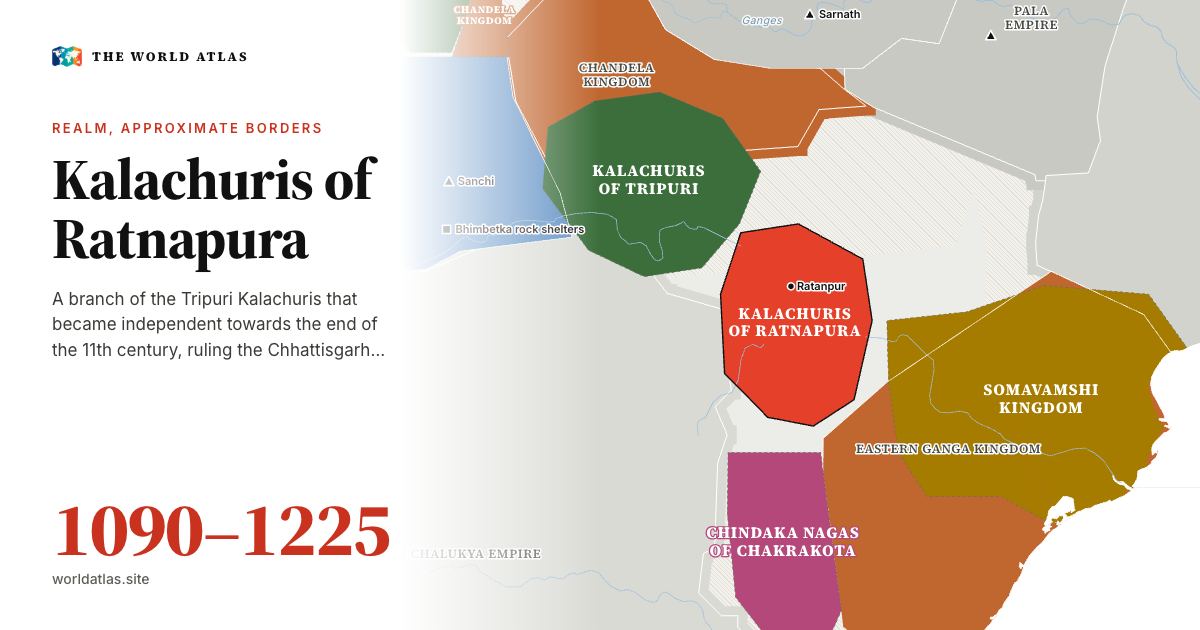 THE WORLD ATLAS
REALM, APPROXIMATE BORDERS
Kalachuris of
Ratnapura
A branch of the Tripuri Kalachuris that
became independent towards the end of
the 11th century, ruling the Chhattisgarh...
1090–1225
worldatlas.site
CHANDELA
KINGDOM
Ganges
Sarnath
PALA
EMPIRE
CHANDELA
KINGDOM
KALACHURIS
OF TRIPURI
Sanchi
Bhimbetka rock shelters
Ratanpur
KALACHURIS
OF RATNAPURA
SOMAVAMSHI
KINGDOM
EASTERN GANGA KINGDOM
CHINDAKA NAGAS
OF CHAKRAKOTA
CHALUKYA EMPIRE